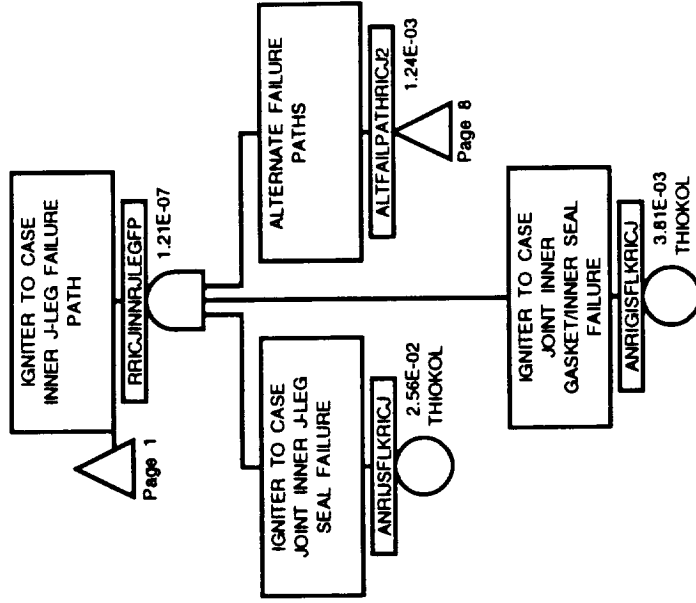 IGNITER TO CASE
INNER J-LEG FAILURE
PATH
RRICJINNRJLEGFP
1.21E-07
Page 1
IGNITER TO CASE
JOINT INNER J-LEG
SEAL FAILURE
ANRIJSFLKRICJ
2.56E-02
THIOKOL
ALTERNATE FAILURE
PATHS
ALTFAILPATHRICJ2
1.24E-03
Page 8
IGNITER TO CASE
JOINT INNER
GASKET/INNER SEAL
FAILURE
ANRIGISFLKRICJ
3.81E-03
THIOKOL